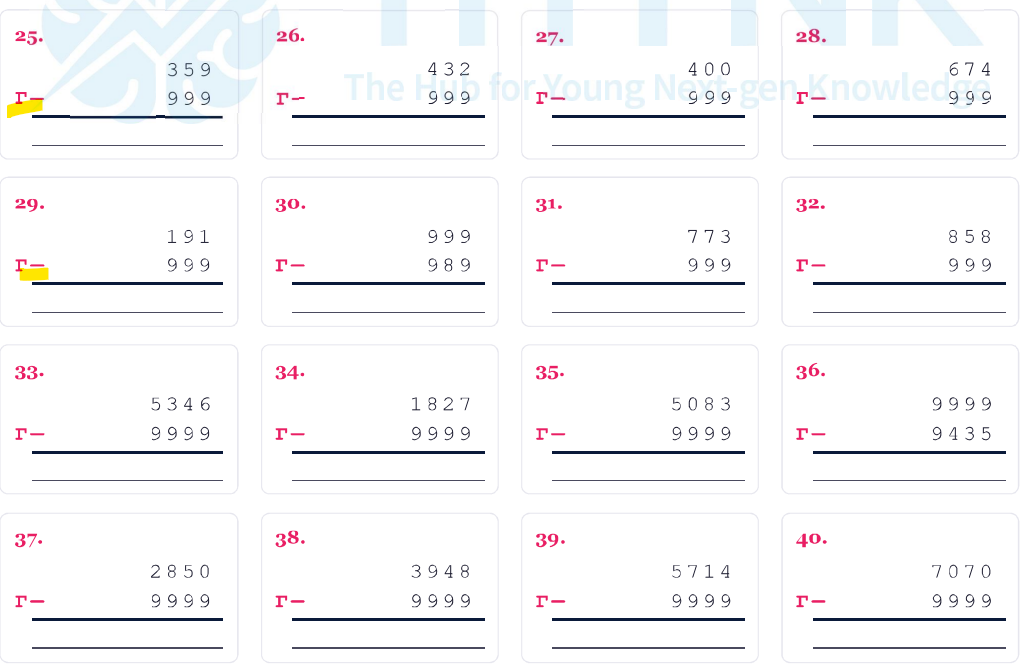 THINK
The Hub for Young Next-gen Knowledge
25. 26. 27. 28.
359 432 400 674
Γ− 999 Γ− 999 Γ− 999 Γ− 999
29. 30. 31. 32.
191 999 773 858
Γ− 999 Γ− 989 Γ− 999 Γ− 999
33. 34. 35. 36.
5346 1827 5083 9999
Γ− 9999 Γ− 9999 Γ− 9999 Γ− 9435
37. 38. 39. 40.
2850 3948 5714 7070
Γ− 9999 Γ− 9999 Γ− 9999 Γ− 9999